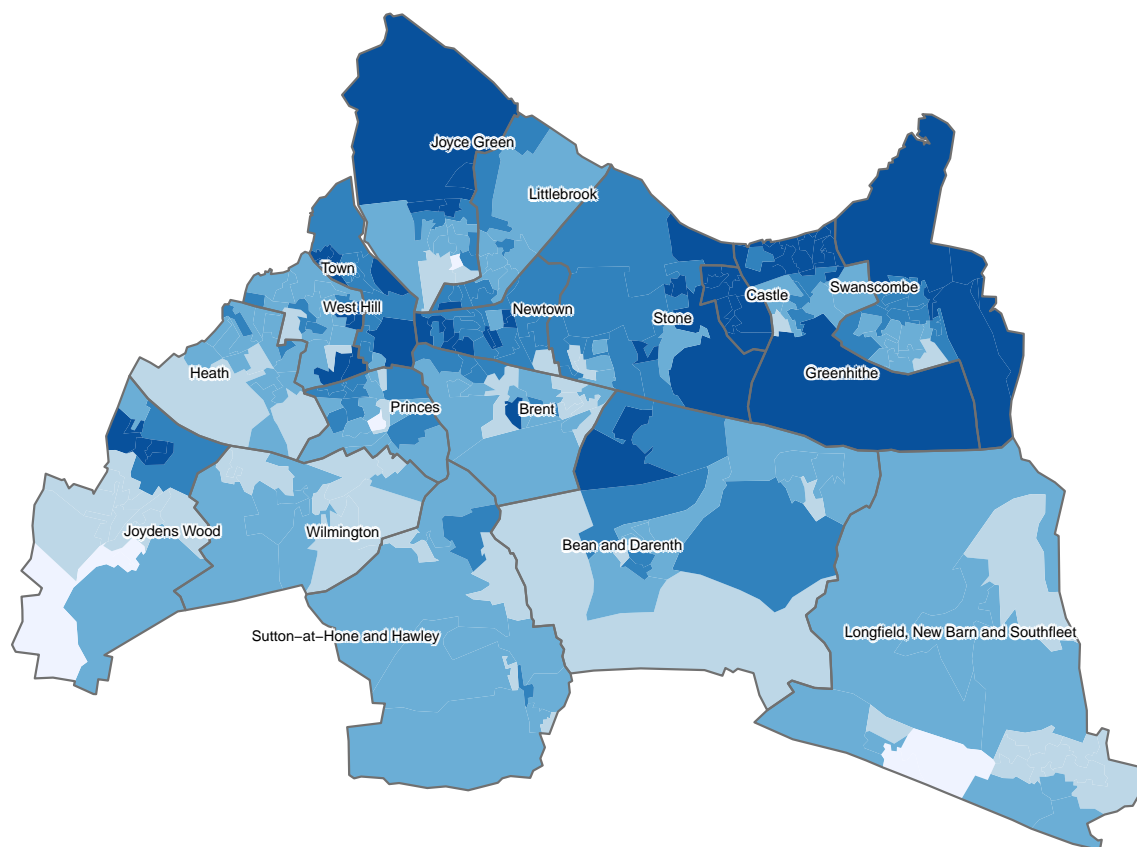 Joyce Green
Littlebrook
Town
Swanscombe
Castle
West Hill
Newtown
Stone
Heath
Greenhithe
Princes
Brent
Joydens Wood
Wilmington
Bean and Darenth
Sutton−at−Hone and Hawley
Longfield, New Barn and Southfleet